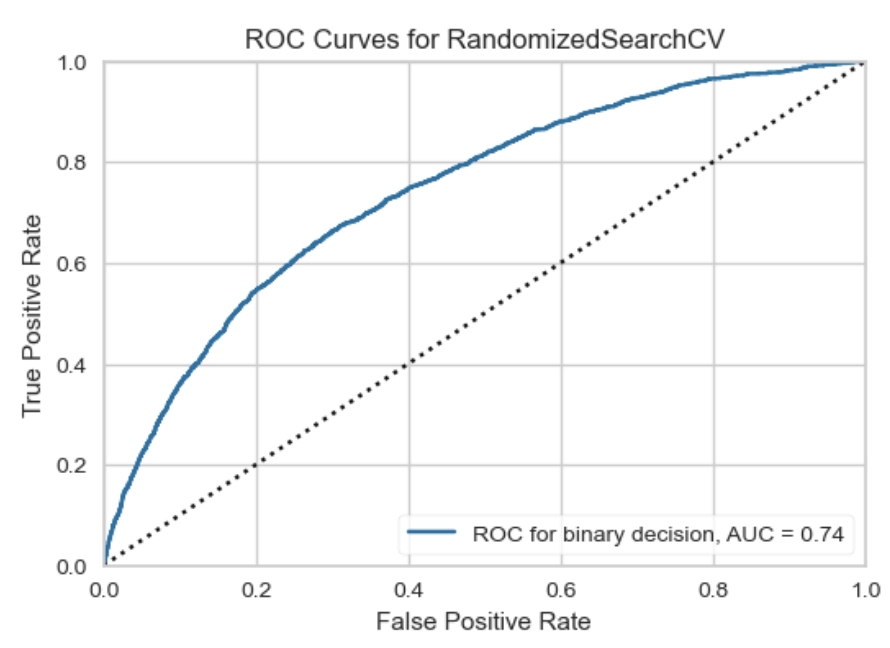 ROC Curves for RandomizedSearchCV
1.0
0.8
0.6
0.4
0.2
0.0
True Positive Rate
ROC for binary decision, AUC = 0.74
0.0 0.2 0.4 0.6 0.8 1.0
False Positive Rate